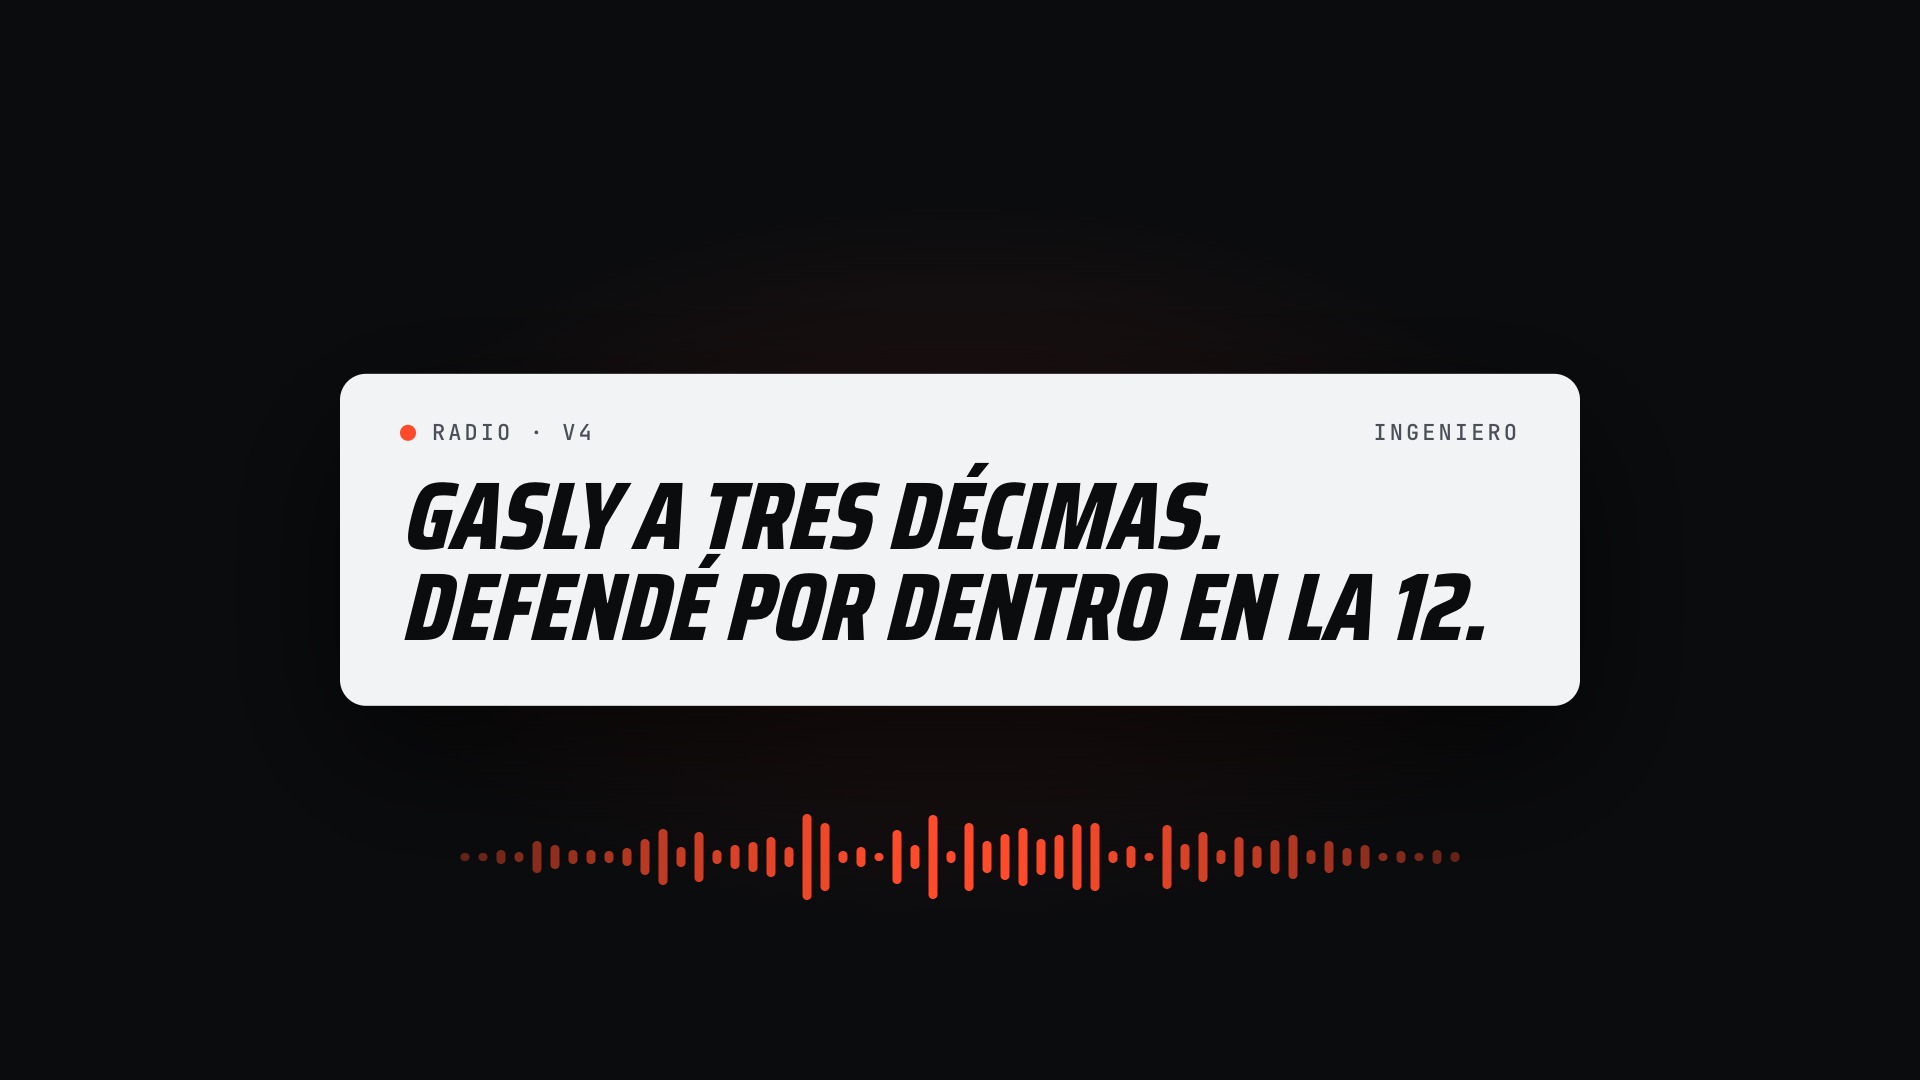 RADIO · V4
INGENIERO
GASLY A TRES DÉCIMAS.
DEFENDÉ POR DENTRO EN LA 12.